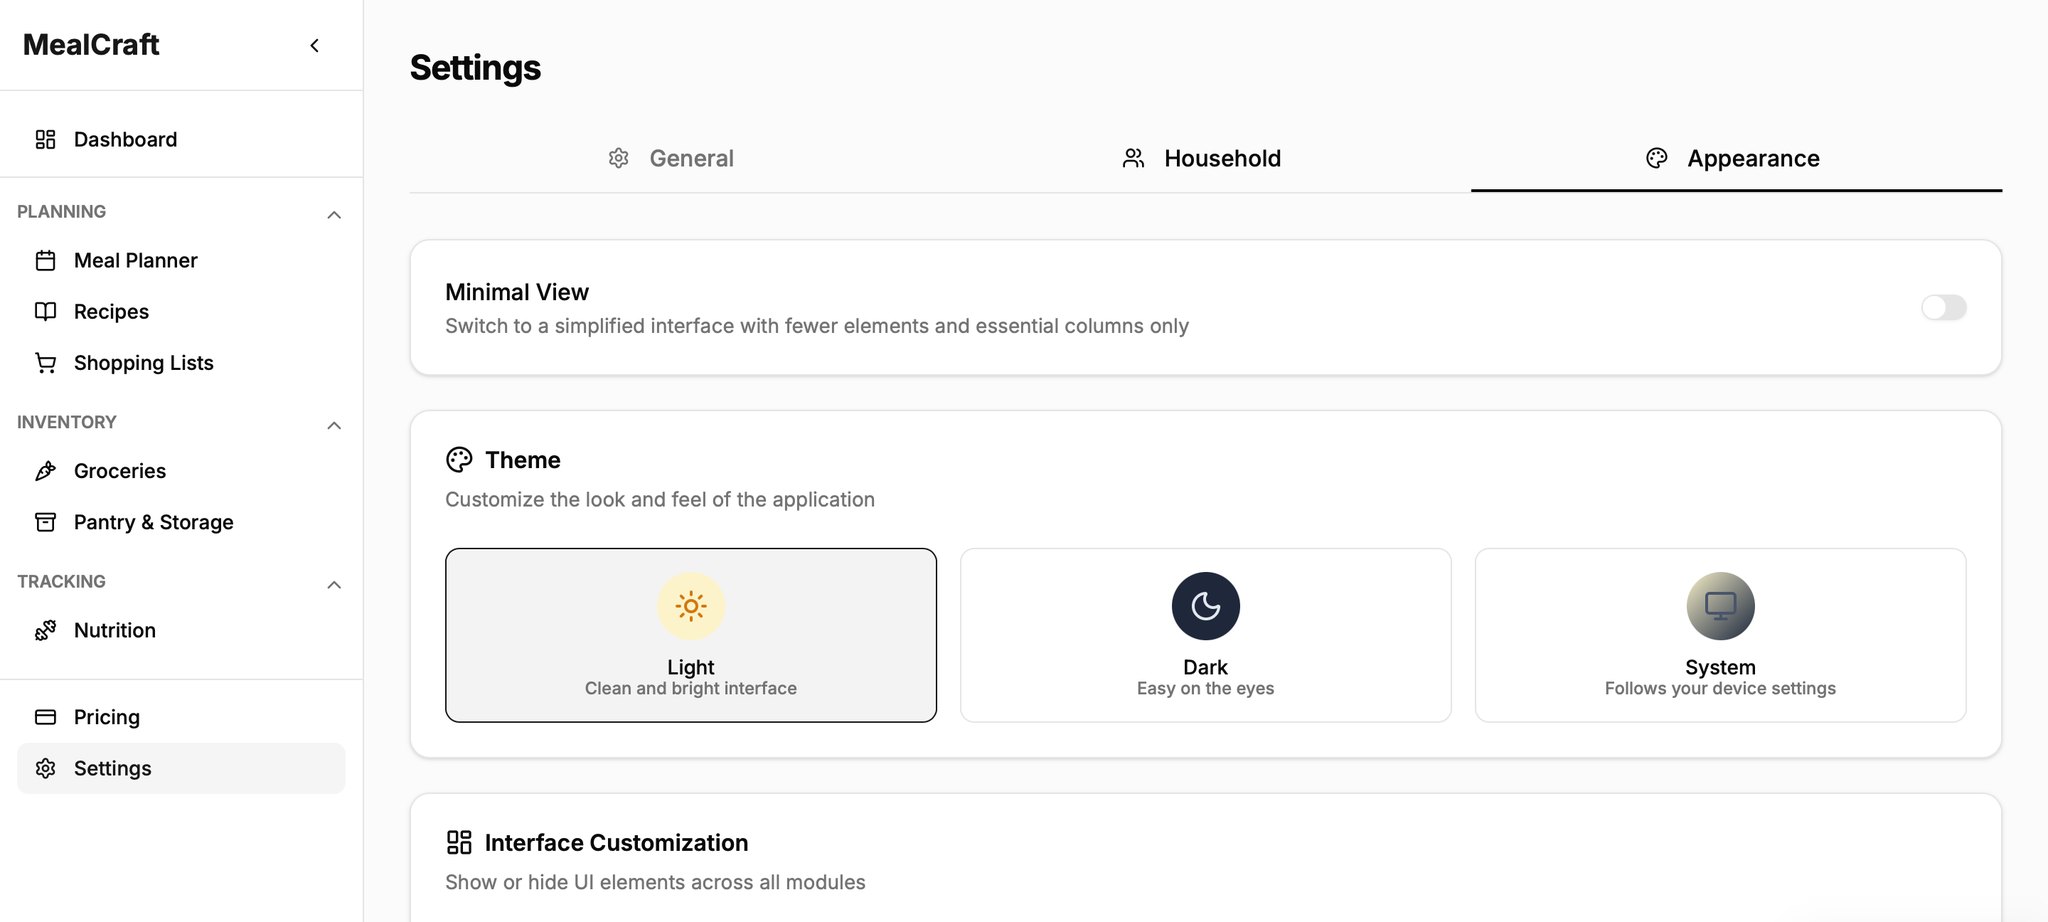 MealCraft
Dashboard
PLANNING
Meal Planner
Recipes
Shopping Lists
INVENTORY
Groceries
Pantry & Storage
TRACKING
Nutrition
Pricing
Settings
Settings
General
Household
Appearance
Minimal View
Switch to a simplified interface with fewer elements and essential columns only
Theme
Customize the look and feel of the application
Light
Clean and bright interface
Dark
Easy on the eyes
System
Follows your device settings
Interface Customization
Show or hide UI elements across all modules